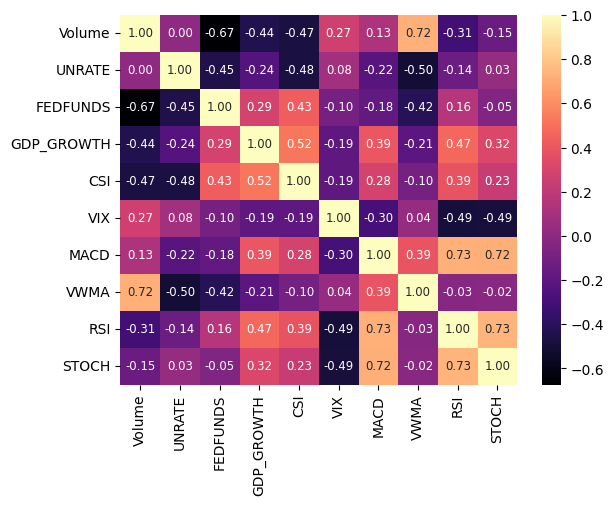 Volume 1.00 0.00 -0.67 -0.44 -0.47 0.27 0.13 0.72 -0.31 -0.15
UNRATE 0.00 1.00 -0.45 -0.24 -0.48 0.08 -0.22 -0.50 -0.14 0.03
FEDFUNDS -0.67 -0.45 1.00 0.29 0.43 -0.10 -0.18 -0.42 0.16 -0.05
GDP_GROWTH -0.44 -0.24 0.29 1.00 0.52 -0.19 0.39 -0.21 0.47 0.32
CSI -0.47 -0.48 0.43 0.52 1.00 -0.19 0.28 -0.10 0.39 0.23
VIX 0.27 0.08 -0.10 -0.19 -0.19 1.00 -0.30 0.04 -0.49 -0.49
MACD 0.13 -0.22 -0.18 0.39 0.28 -0.30 1.00 0.39 0.73 0.72
VWMA 0.72 -0.50 -0.42 -0.21 -0.10 0.04 0.39 1.00 -0.03 -0.02
RSI -0.31 -0.14 0.16 0.47 0.39 -0.49 0.73 -0.03 1.00 0.73
STOCH -0.15 0.03 -0.05 0.32 0.23 -0.49 0.72 -0.02 0.73 1.00
Volume UNRATE FEDFUNDS GDP_GROWTH CSI VIX MACD VWMA RSI STOCH
1.0
0.8
0.6
0.4
0.2
0.0
−0.2
−0.4
−0.6